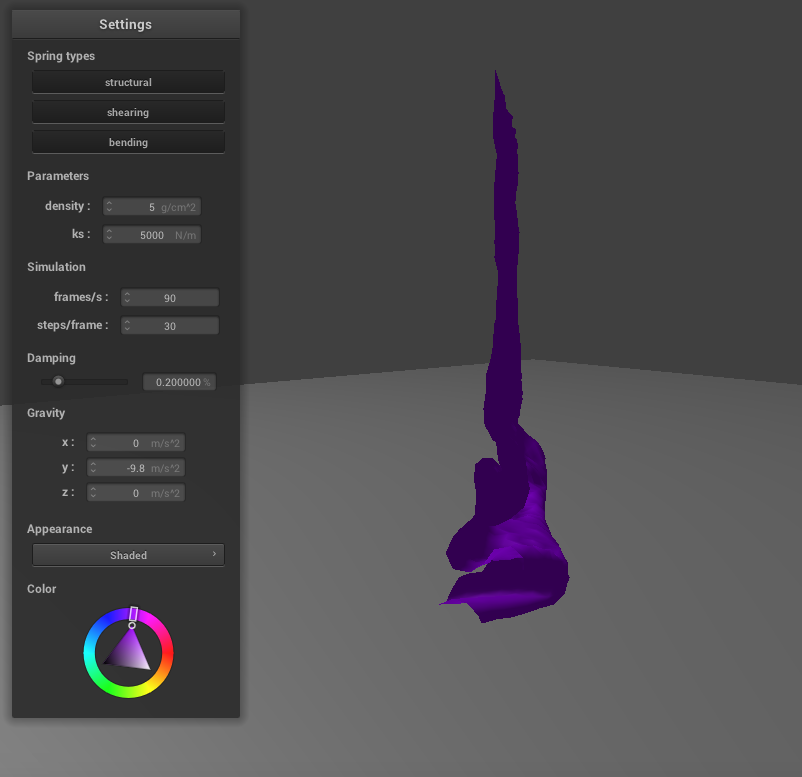 Settings
Spring types
structural
shearing
bending
Parameters
density : 5 g/cm^2
ks : 5000 N/m
Simulation
frames/s : 90
steps/frame : 30
Damping
0.200000 %
Gravity
x : 0 m/s^2
y : -9.8 m/s^2
z : 0 m/s^2
Appearance
Shaded
Color